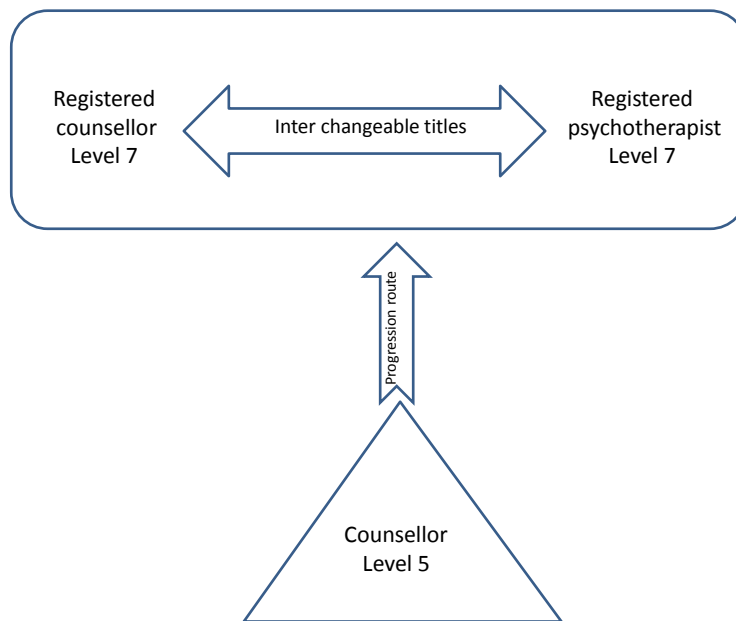 Registered
counsellor
Level 7
Inter changeable titles
Registered
psychotherapist
Level 7
Progression route
Counsellor
Level 5